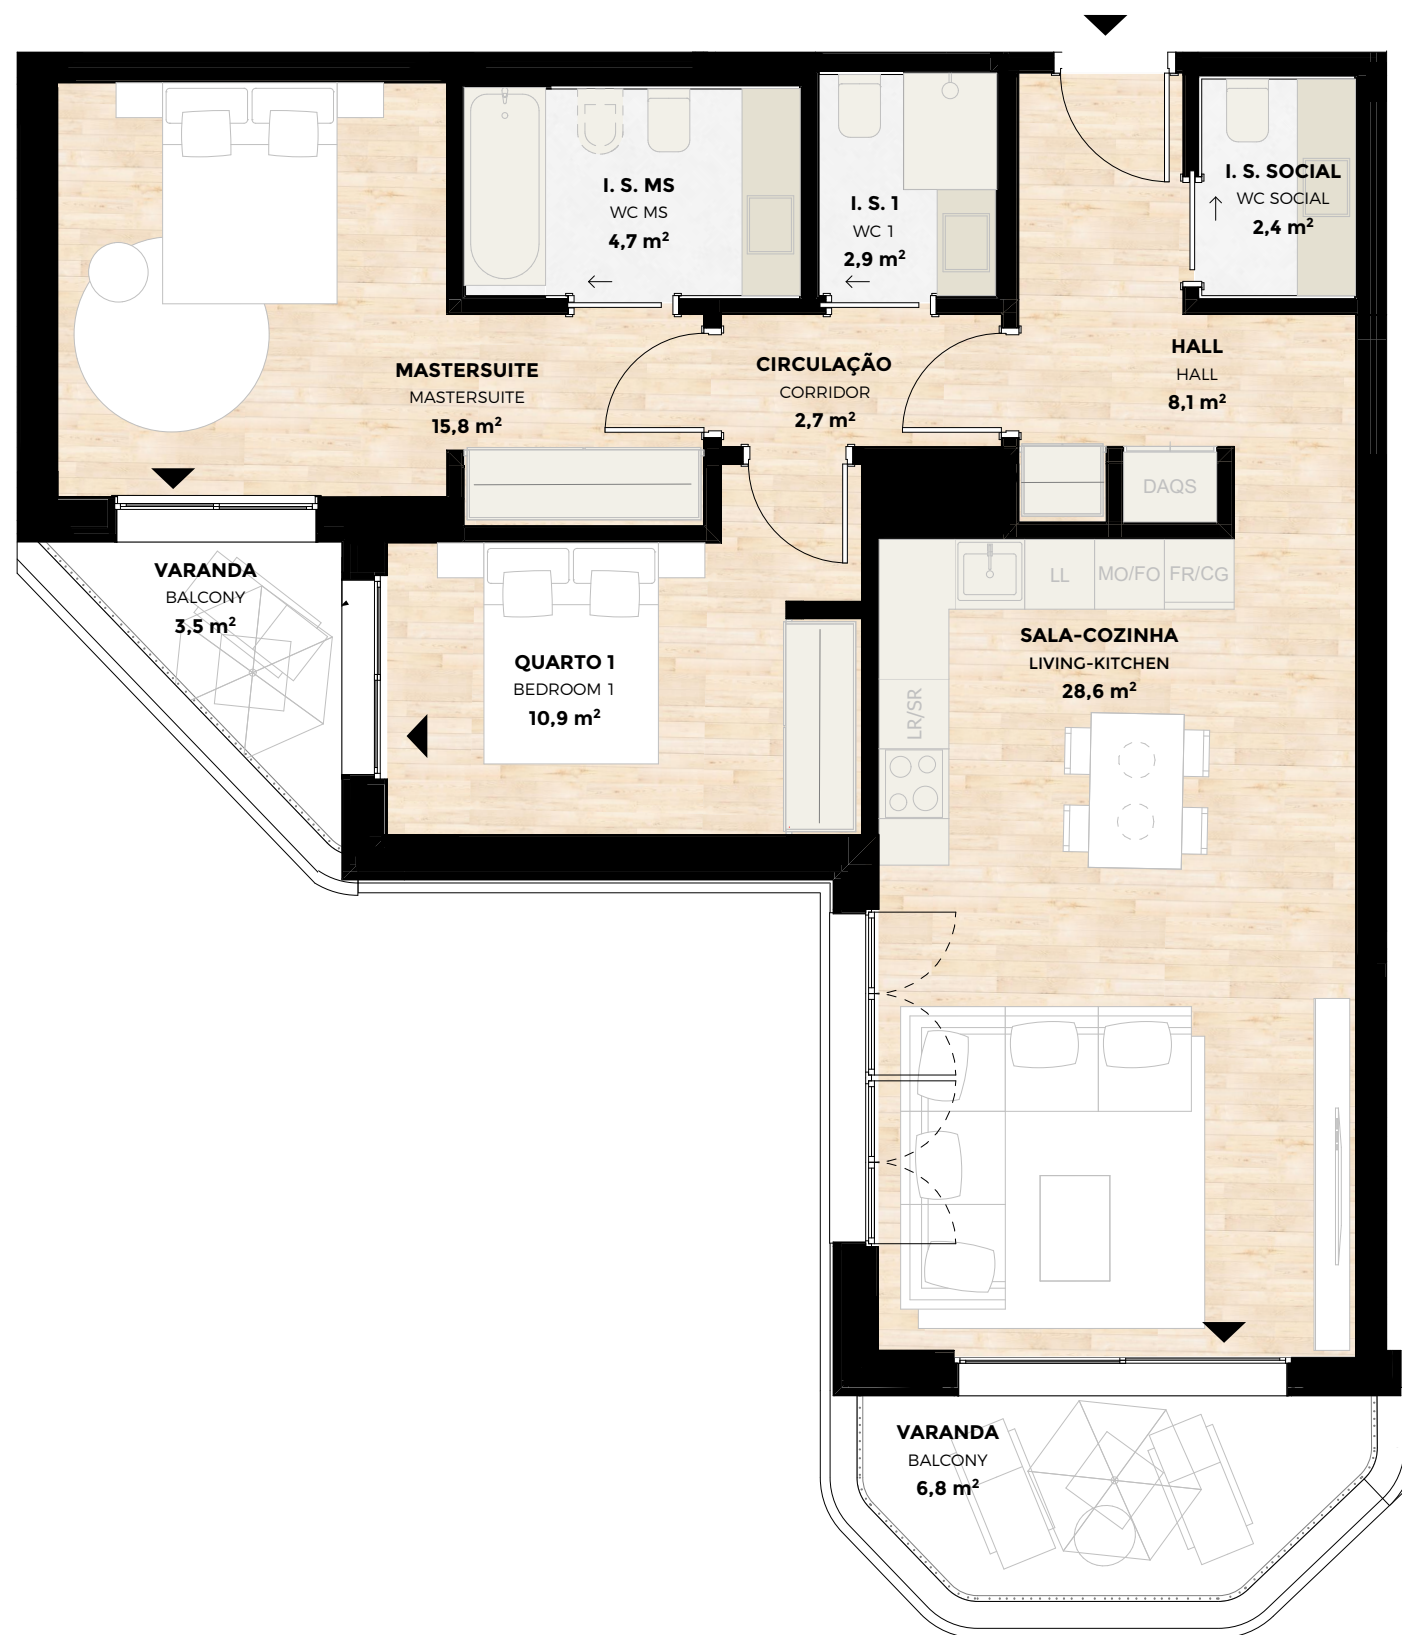 I. S. MS
WC MS
4,7 m²
I. S. 1
WC 1
2,9 m²
I. S. SOCIAL
WC SOCIAL
2,4 m²
MASTERSUITE
MASTERSUITE
15,8 m²
CIRCULAÇÃO
CORRIDOR
2,7 m²
HALL
HALL
8,1 m²
DAQS
VARANDA
BALCONY
3,5 m²
QUARTO 1
BEDROOM 1
10,9 m²
LL
MO/FO
FR/CG
SALA-COZINHA
LIVING-KITCHEN
28,6 m²
LR/SR
VARANDA
BALCONY
6,8 m²